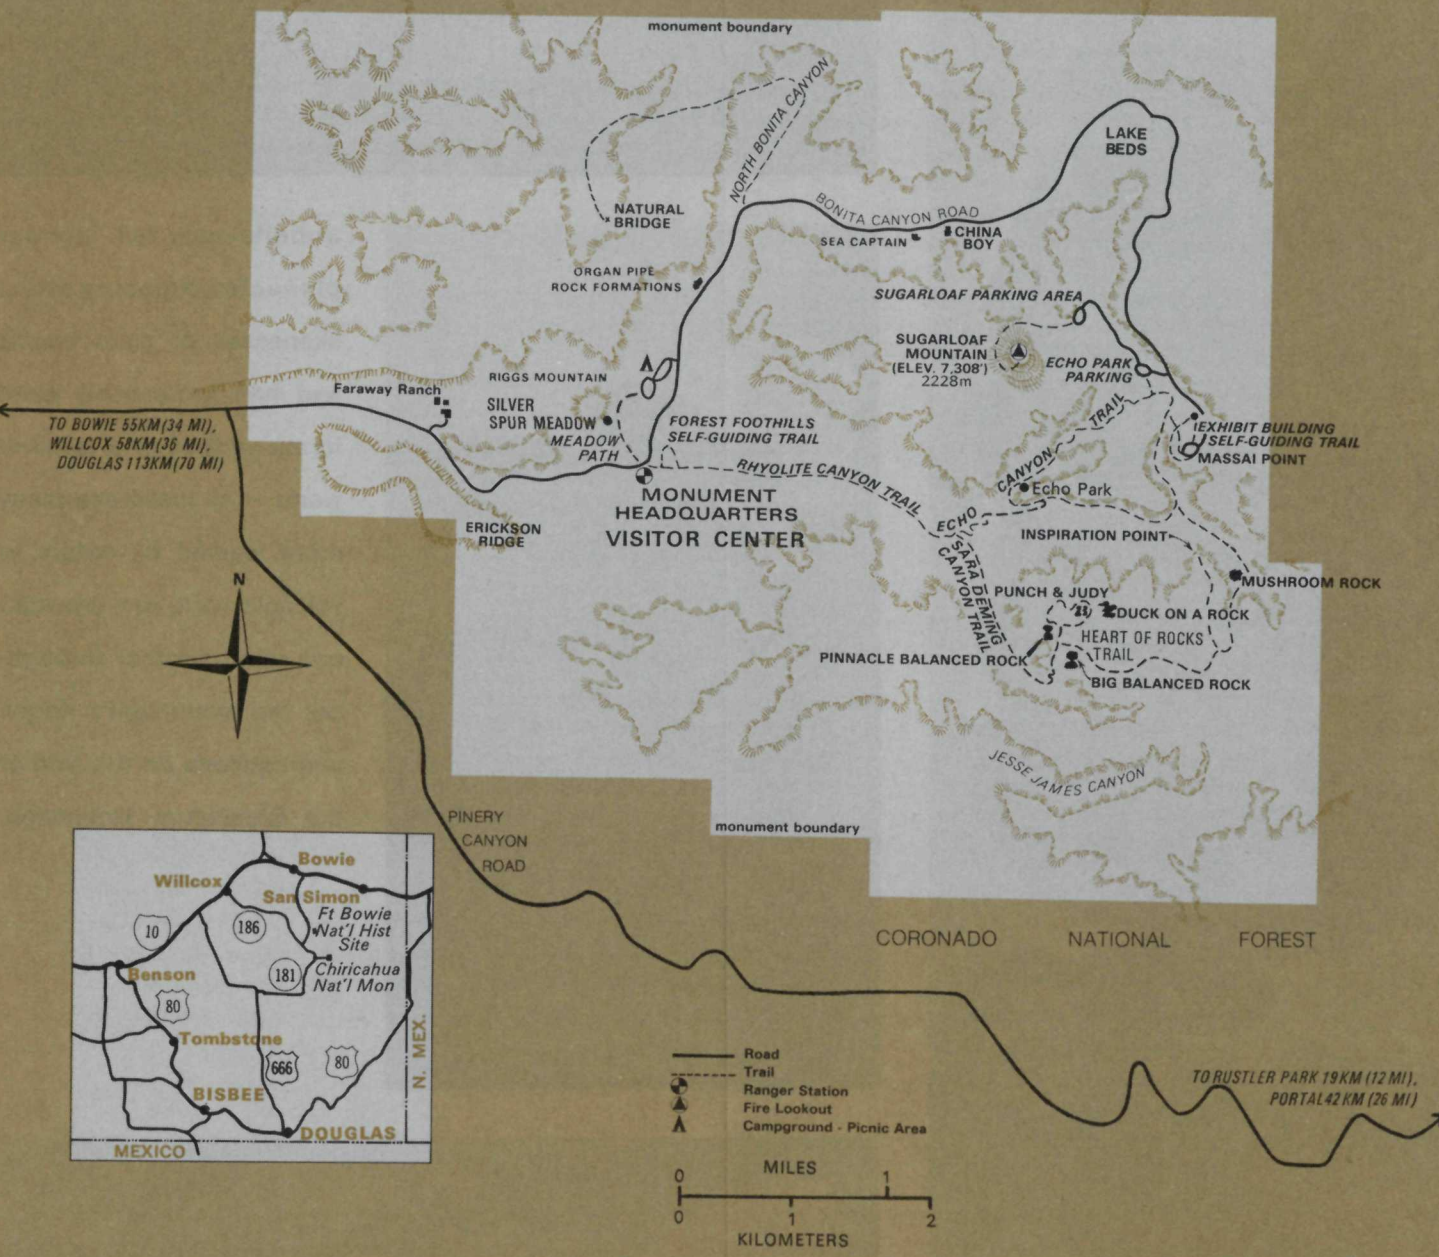 monument boundary
NORTH BONITA CANYON
LAKE
BEDS
NATURAL
BRIDGE
BONITA CANYON ROAD
SEA CAPTAIN
CHINA
BOY
ORGAN PIPE
ROCK FORMATIONS
SUGARLOAF PARKING AREA
SUGARLOAF
MOUNTAIN
(ELEV. 7,308')
2228m
ECHO PARK
PARKING
RIGGS MOUNTAIN
Faraway Ranch
SILVER
SPUR MEADOW
MEADOW
PATH
FOREST FOOTHILLS
SELF-GUIDING TRAIL
TO BOWIE 55KM (34 MI),
WILLCOX 58KM (36 MI),
DOUGLAS 113KM (70 MI)
EXHIBIT BUILDING
SELF-GUIDING TRAIL
MASSAI POINT
RHYOLITE CANYON TRAIL
ECHO CANYON TRAIL
Echo Park
MONUMENT
HEADQUARTERS
VISITOR CENTER
ERICKSON
RIDGE
INSPIRATION POINT
SARA DEMING
CANYON TRAIL
MUSHROOM ROCK
PUNCH & JUDY
DUCK ON A ROCK
HEART OF ROCKS
TRAIL
PINNACLE BALANCED ROCK
BIG BALANCED ROCK
N
JESSE JAMES CANYON
PINERY
CANYON
ROAD
monument boundary
CORONADO NATIONAL FOREST
Bowie
Willcox
San Simon
Ft Bowie
Nat'l Hist
Site
10
186
181
Chiricahua
Nat'l Mon
Benson
80
Tombstone
666
80
N. MEX.
BISBEE
DOUGLAS
MEXICO
Road
Trail
Ranger Station
Fire Lookout
Campground - Picnic Area
TO RUSTLER PARK 19KM (12 MI),
PORTAL 42KM (26 MI)
MILES
0 1
0 1 2
KILOMETERS